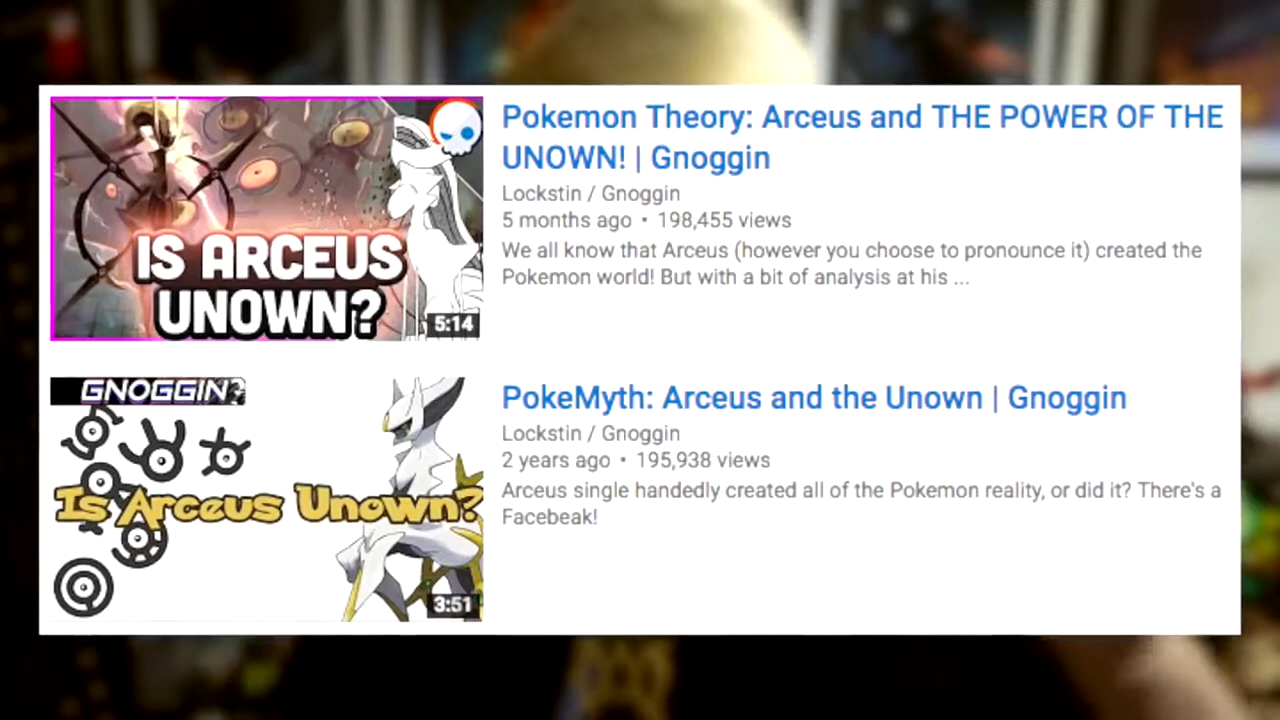 IS ARCEUS
UNOWN?
5:14
Pokemon Theory: Arceus and THE POWER OF THE
UNOWN! | Gnoggin
Lockstin / Gnoggin
5 months ago • 198,455 views
We all know that Arceus (however you choose to pronounce it) created the
Pokemon world! But with a bit of analysis at his ...
GNOGGIN?
Is Arceus Unown?
3:51
PokeMyth: Arceus and the Unown | Gnoggin
Lockstin / Gnoggin
2 years ago • 195,938 views
Arceus single handedly created all of the Pokemon reality, or did it? There's a
Facebeak!